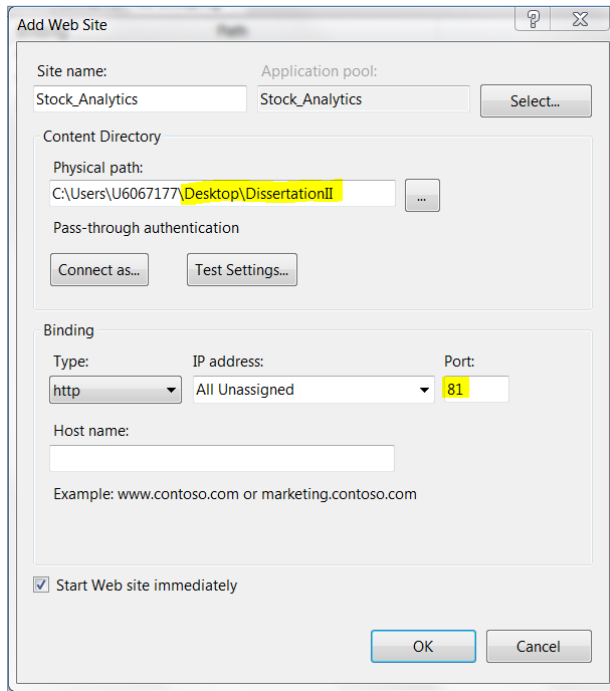 Add Web Site
Site name: Application pool:
Stock_Analytics Stock_Analytics Select...
Content Directory
Physical path:
C:\Users\U6067177\Desktop\DissertationII ...
Pass-through authentication
Connect as... Test Settings...
Binding
Type: IP address: Port:
http All Unassigned 81
Host name:
Example: www.contoso.com or marketing.contoso.com
Start Web site immediately
OK Cancel